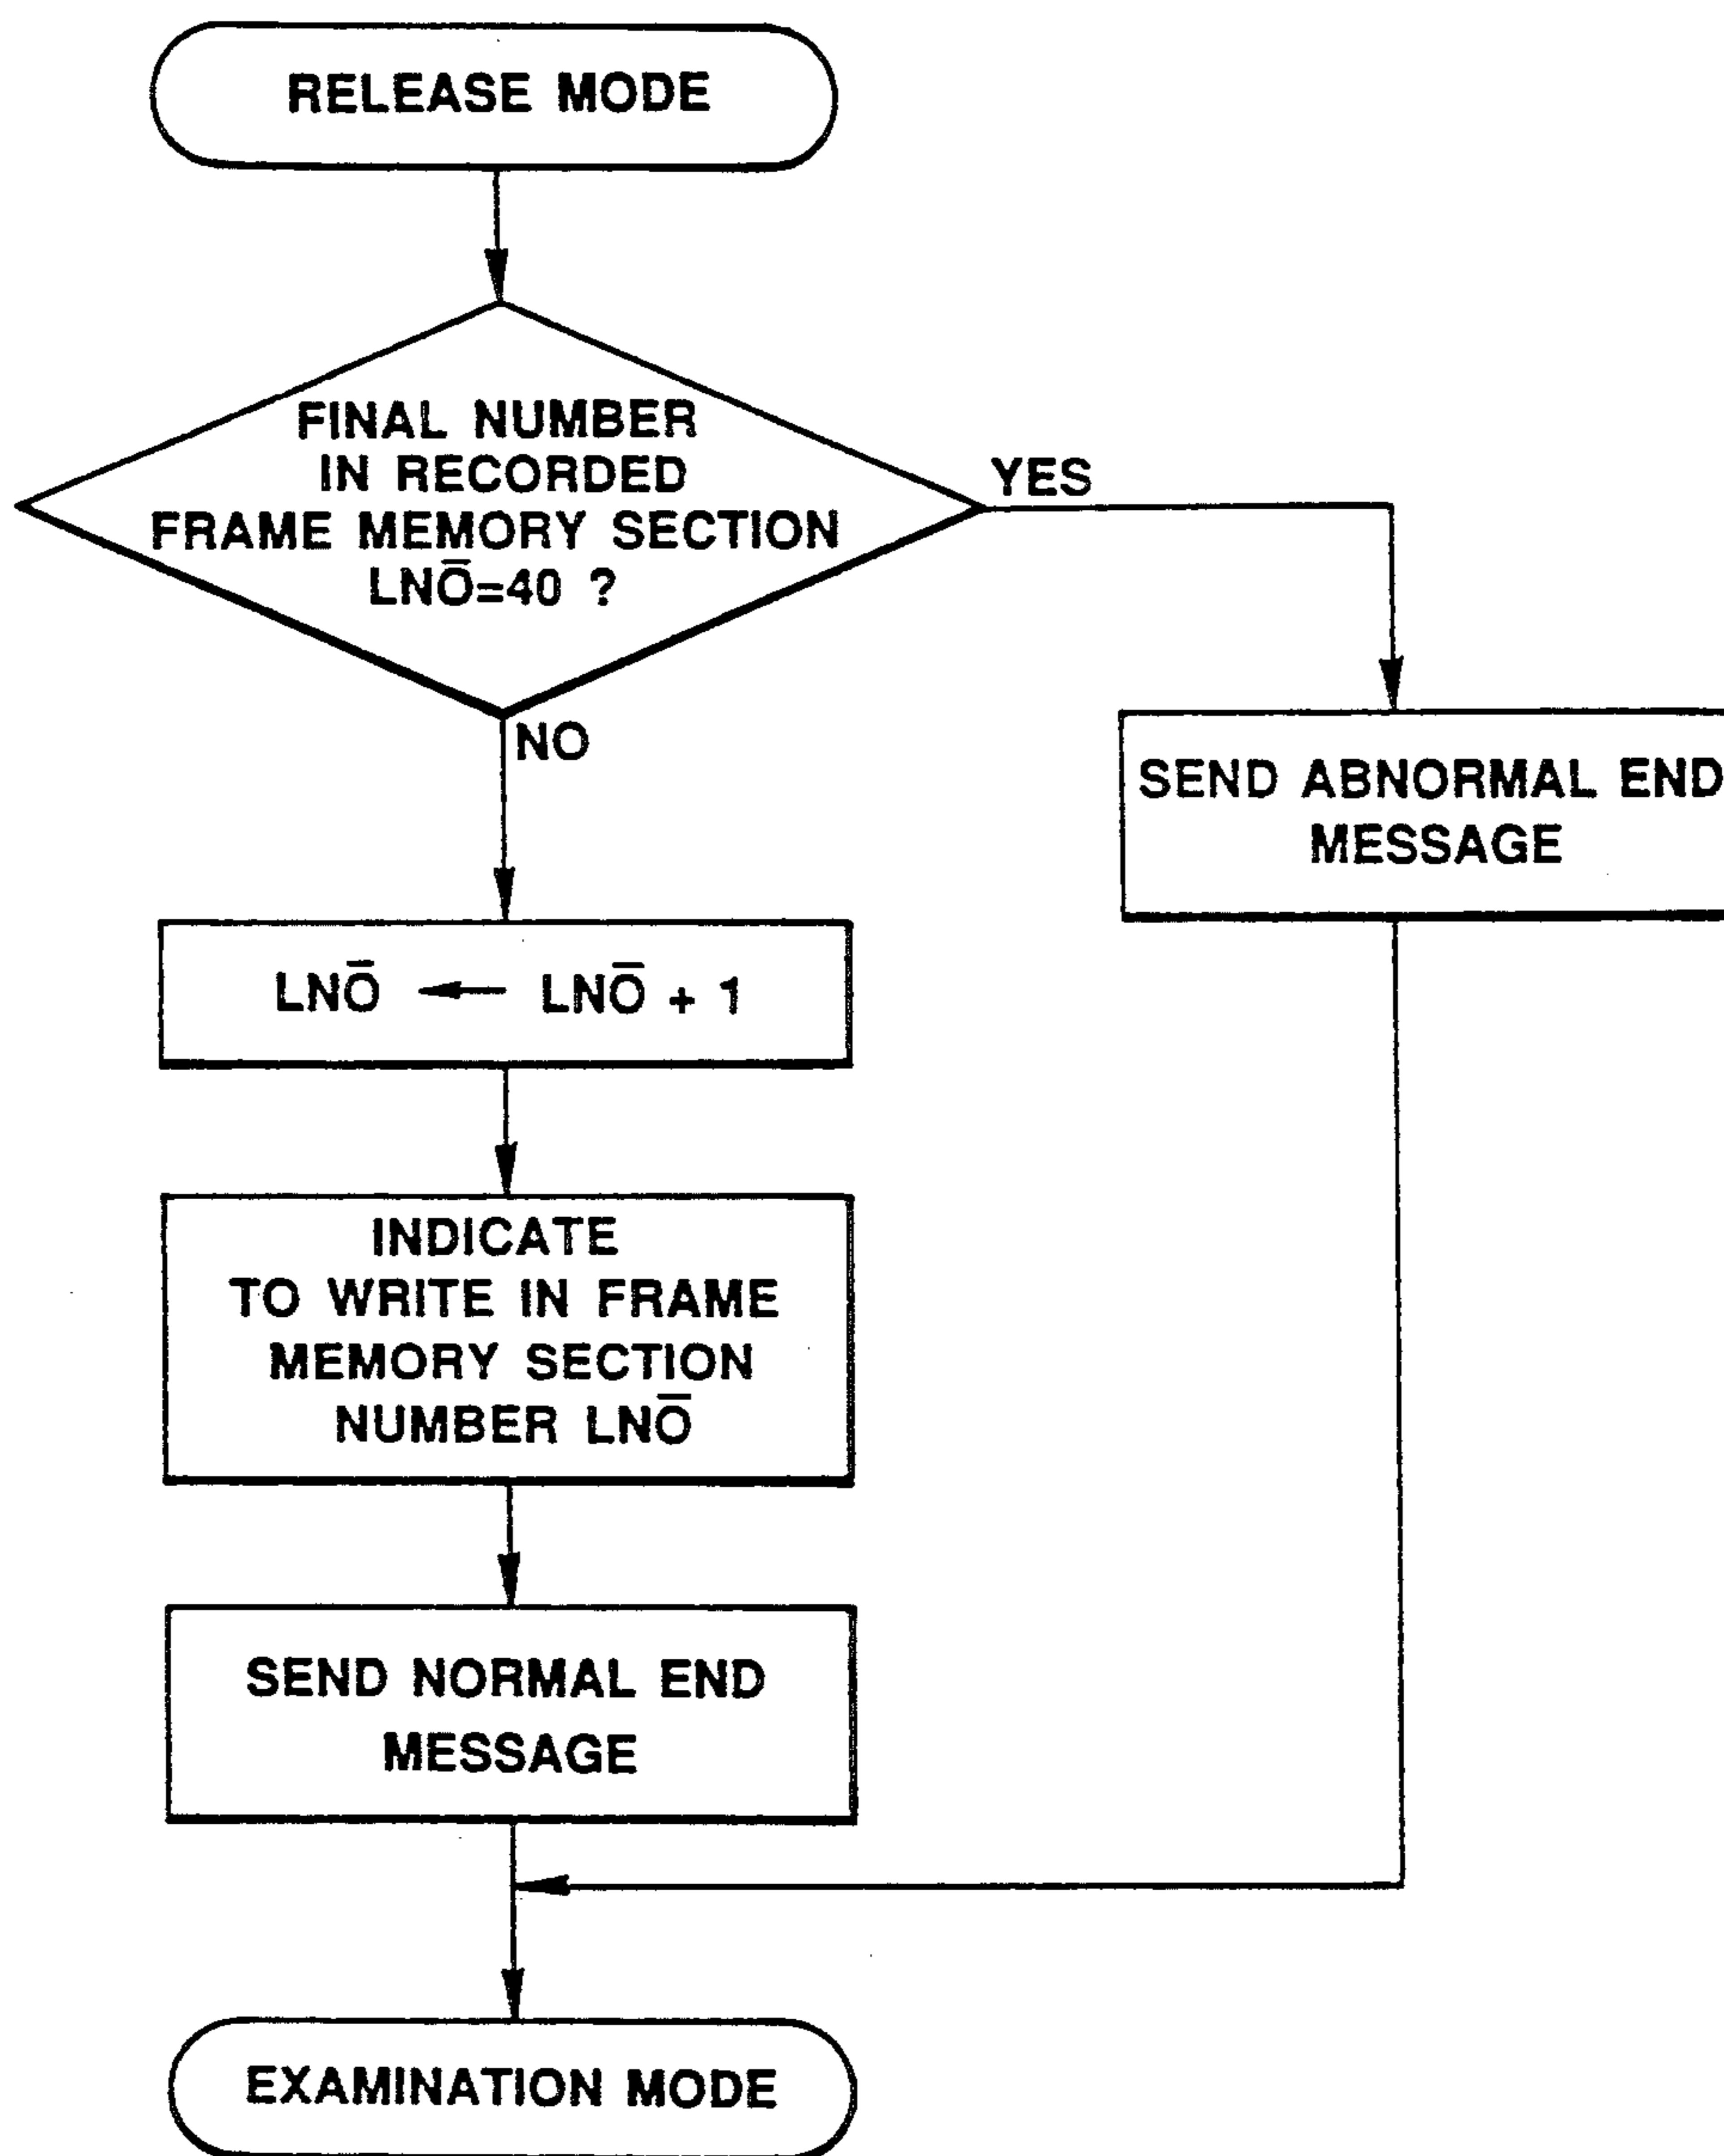 RELEASE MODE
FINAL NUMBER
IN RECORDED
FRAME MEMORY SECTION
LNŌ=40 ?
YES
NO
SEND ABNORMAL END
MESSAGE
LNŌ ← LNŌ + 1
INDICATE
TO WRITE IN FRAME
MEMORY SECTION
NUMBER LNŌ
SEND NORMAL END
MESSAGE
EXAMINATION MODE